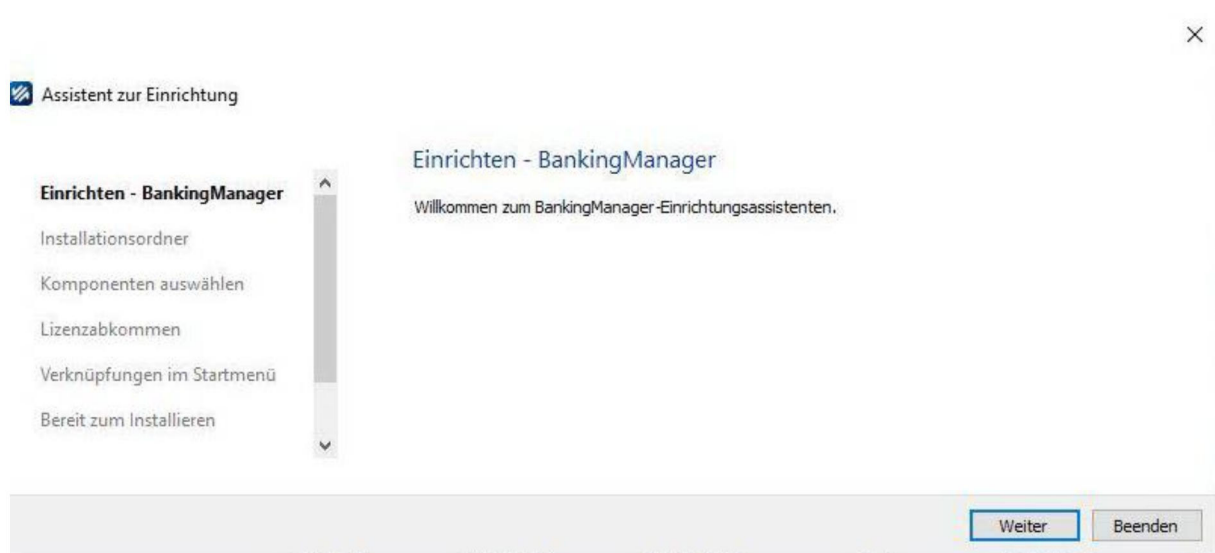 Assistent zur Einrichtung
Einrichten - BankingManager
Installationsordner
Komponenten auswählen
Lizenzabkommen
Verknüpfungen im Startmenü
Bereit zum Installieren
Einrichten - BankingManager
Willkommen zum BankingManager-Einrichtungsassistenten.
Weiter
Beenden